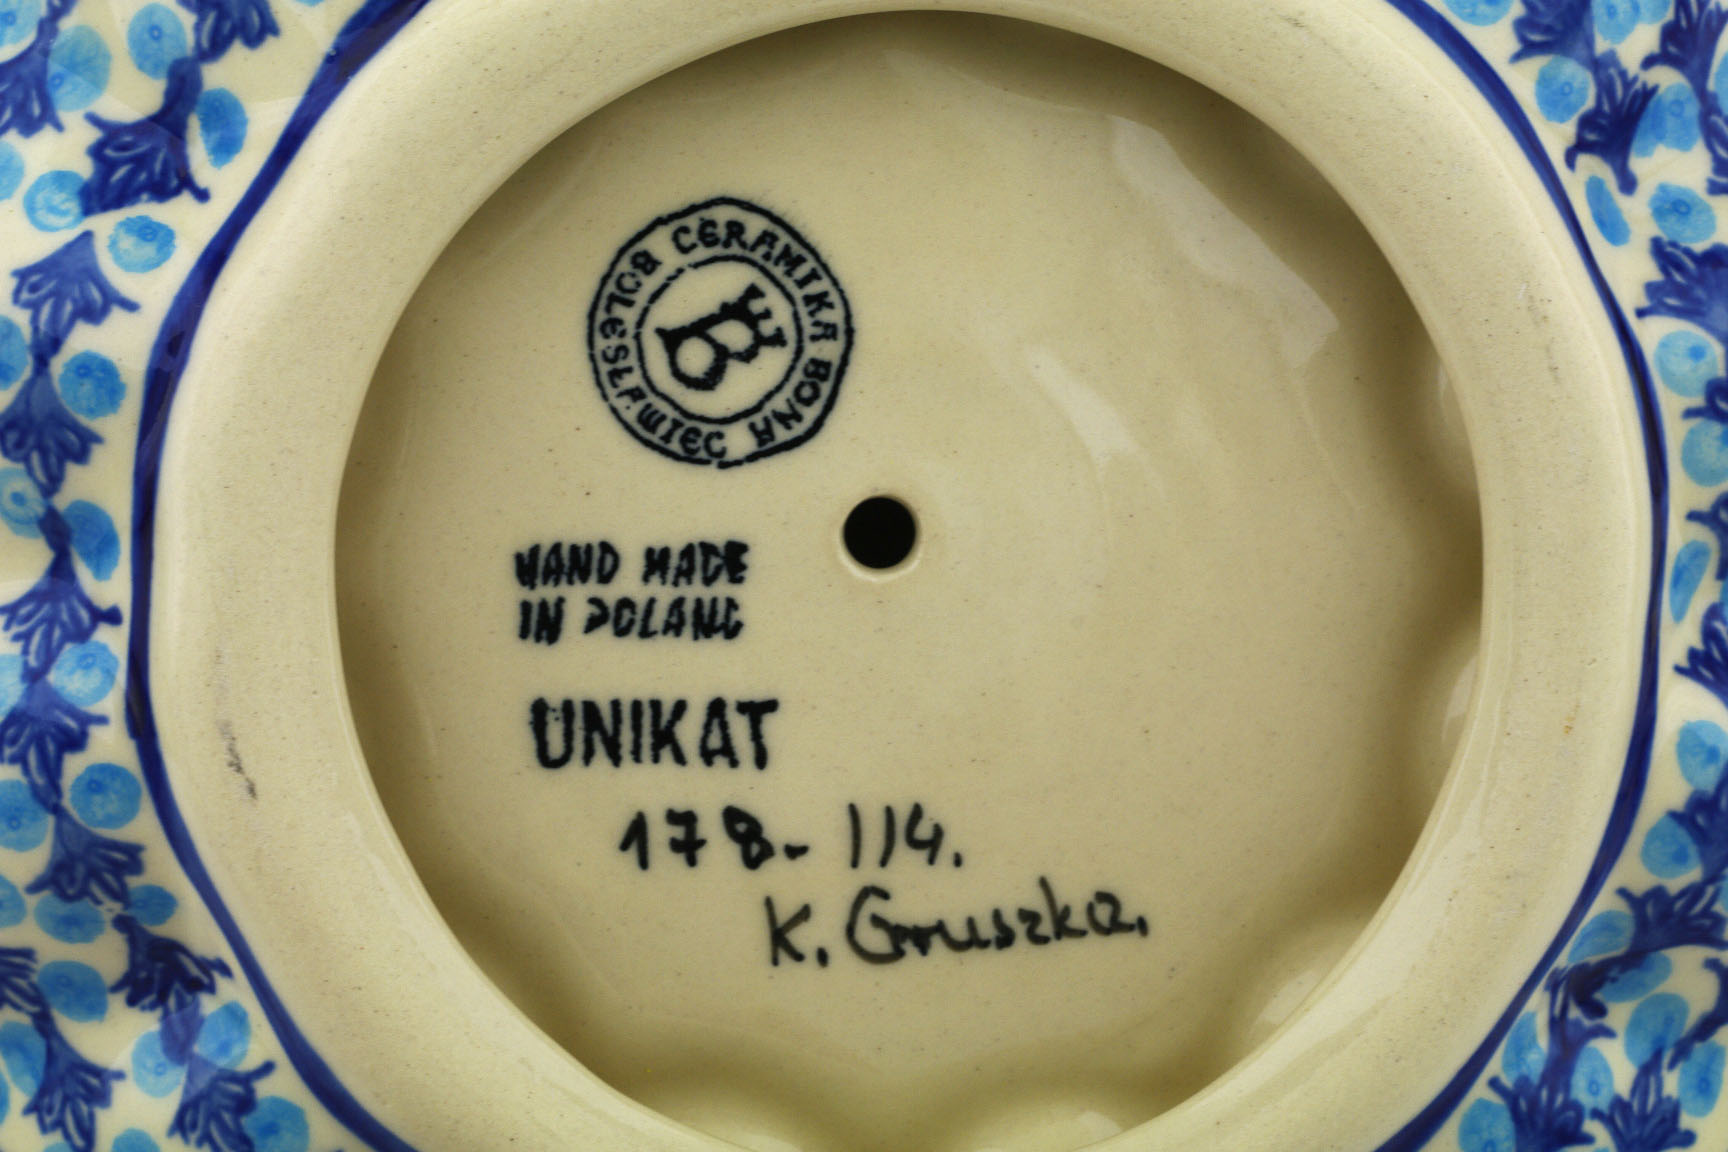 CERAMIKA BONA BOLESŁAWIEC
B
HAND MADE
IN POLAND
UNIKAT
178-114.
K. Gruszka.